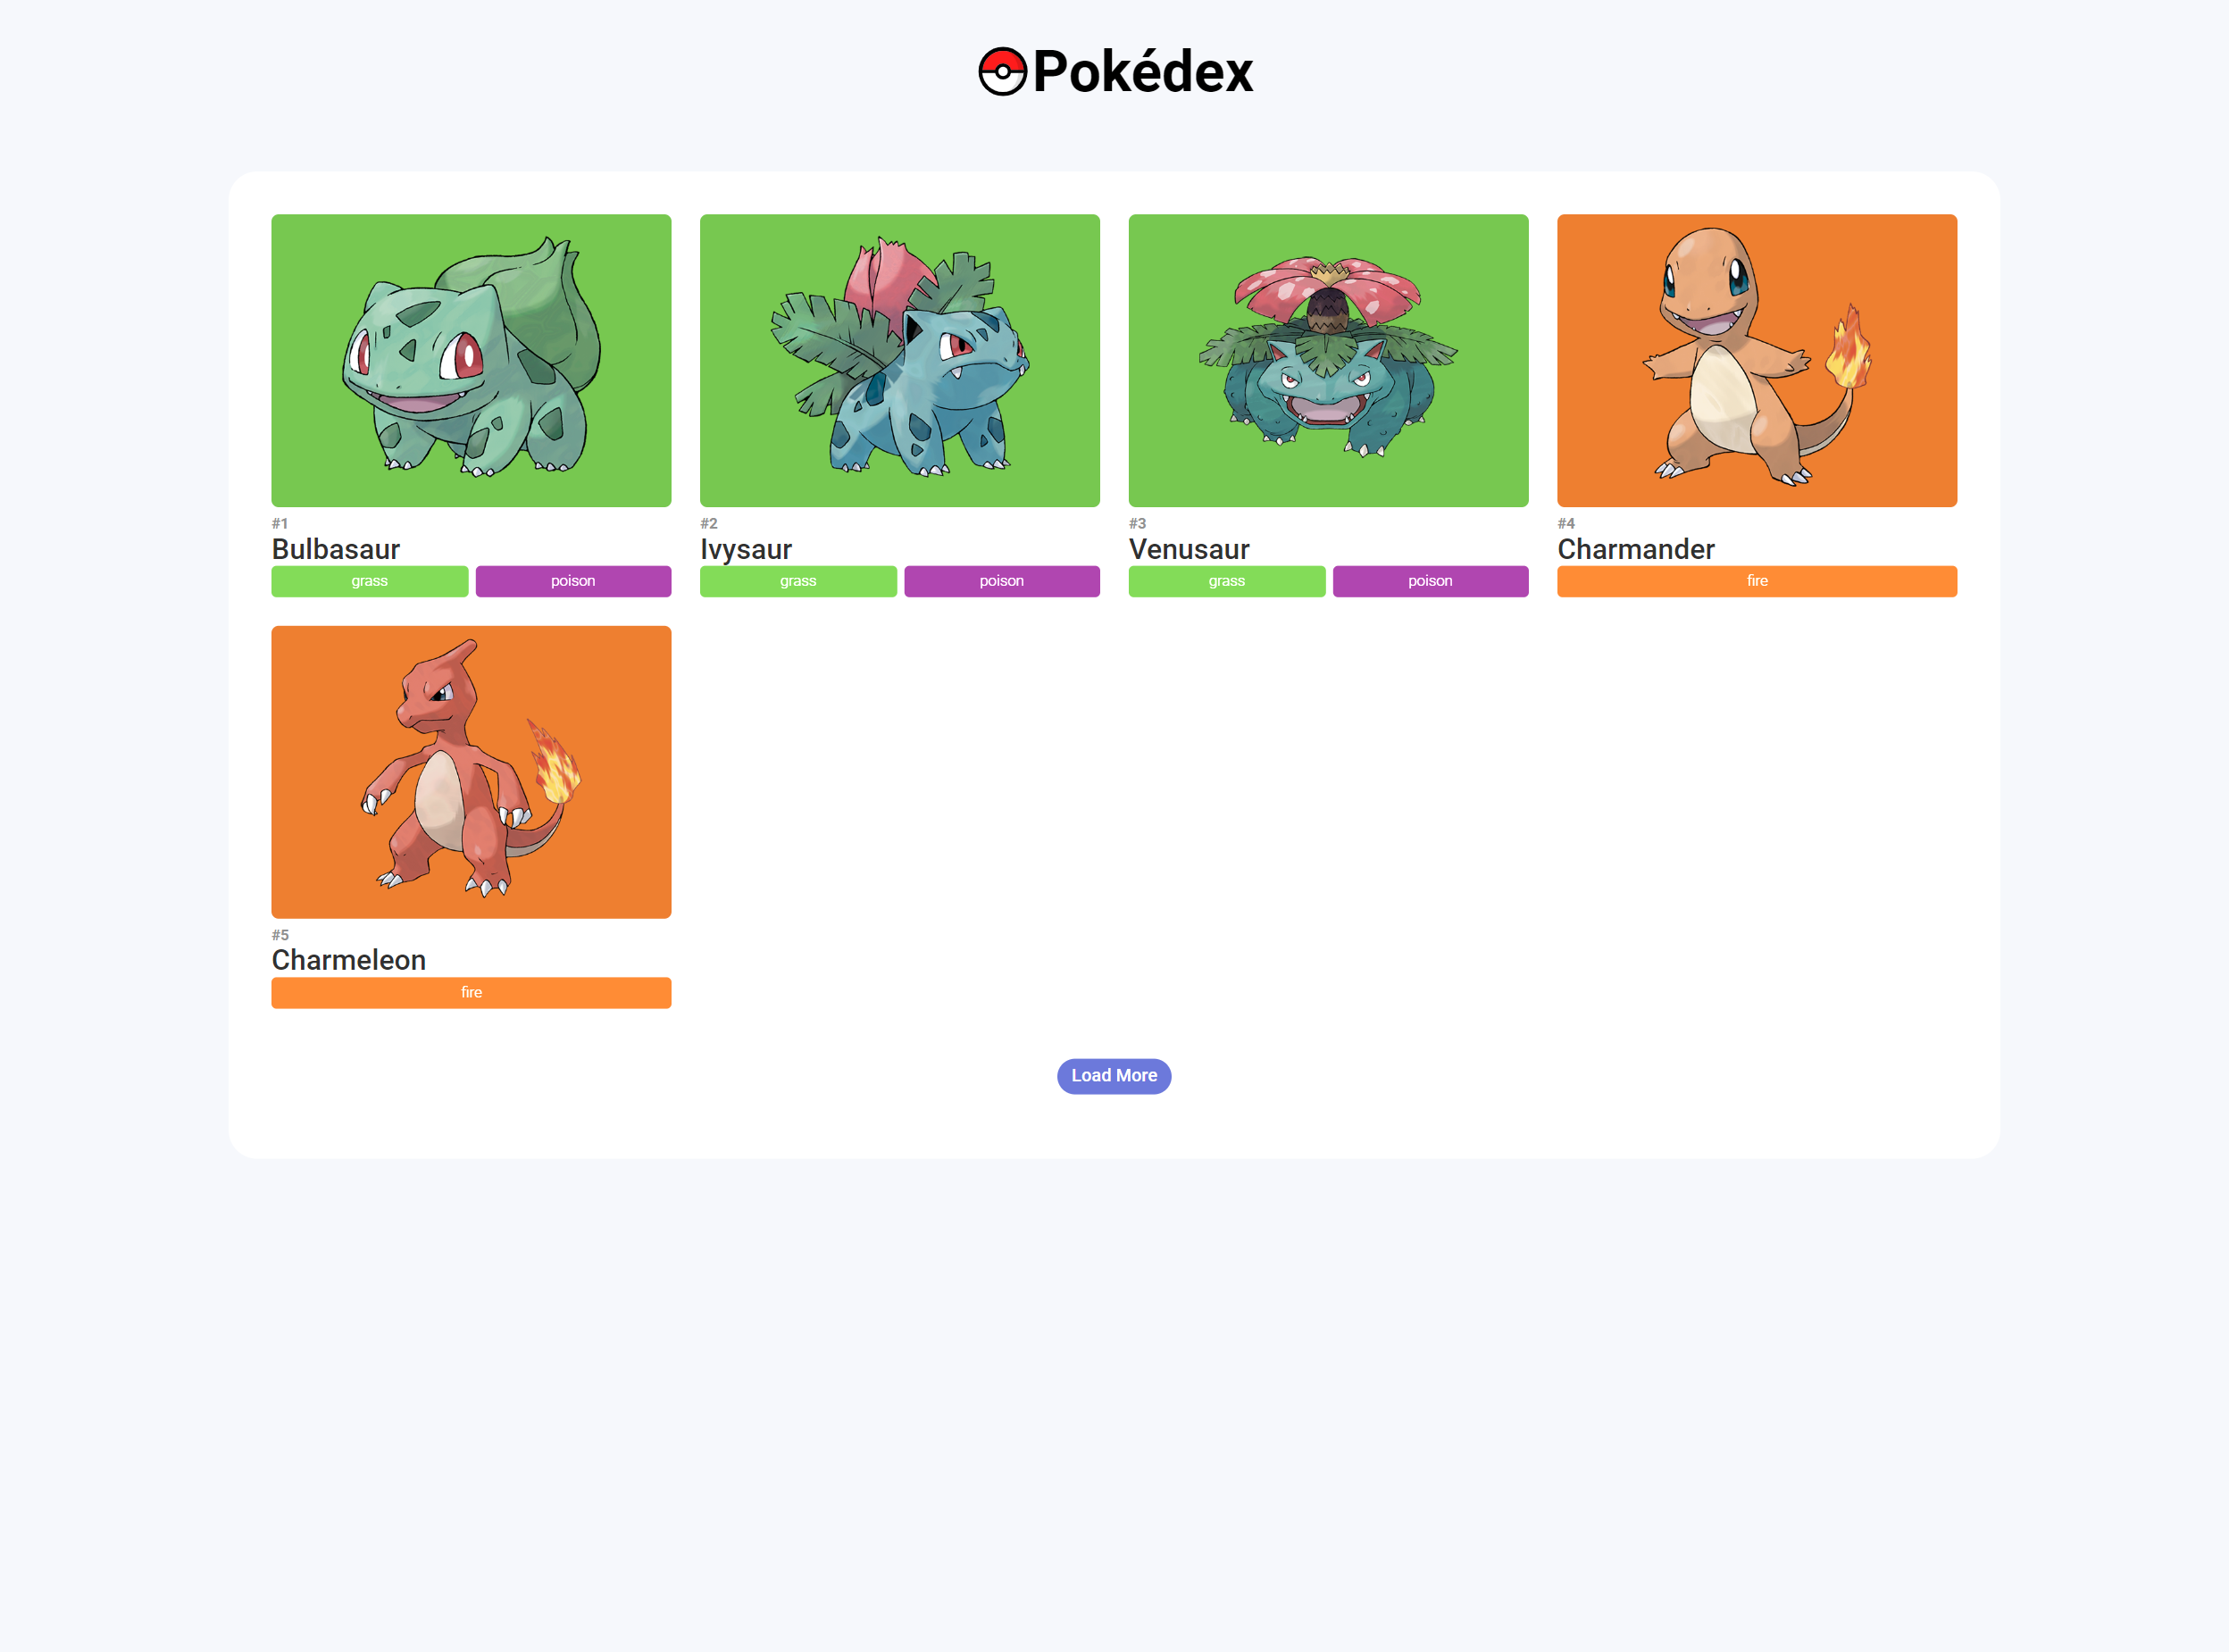 Pokédex
#1
Bulbasaur
grass poison
#2
Ivysaur
grass poison
#3
Venusaur
grass poison
#4
Charmander
fire
#5
Charmeleon
fire
Load More